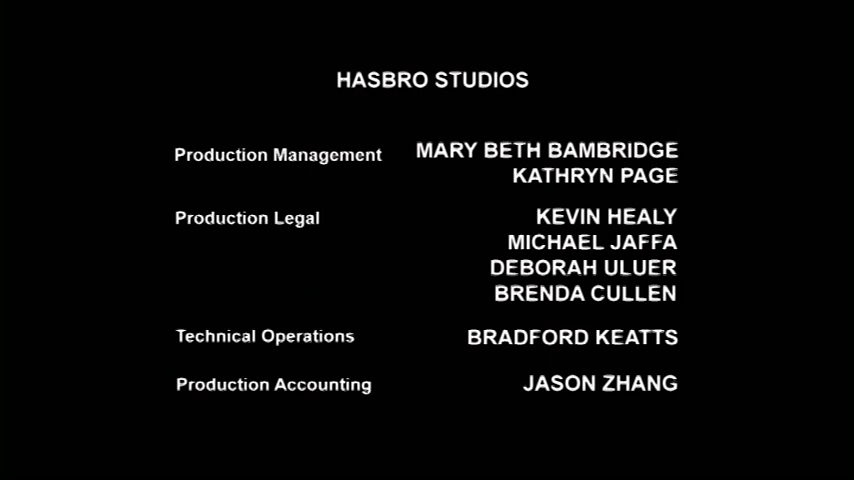 HASBRO STUDIOS
Production Management MARY BETH BAMBRIDGE
KATHRYN PAGE
Production Legal KEVIN HEALY
MICHAEL JAFFA
DEBORAH ULUER
BRENDA CULLEN
Technical Operations BRADFORD KEATTS
Production Accounting JASON ZHANG